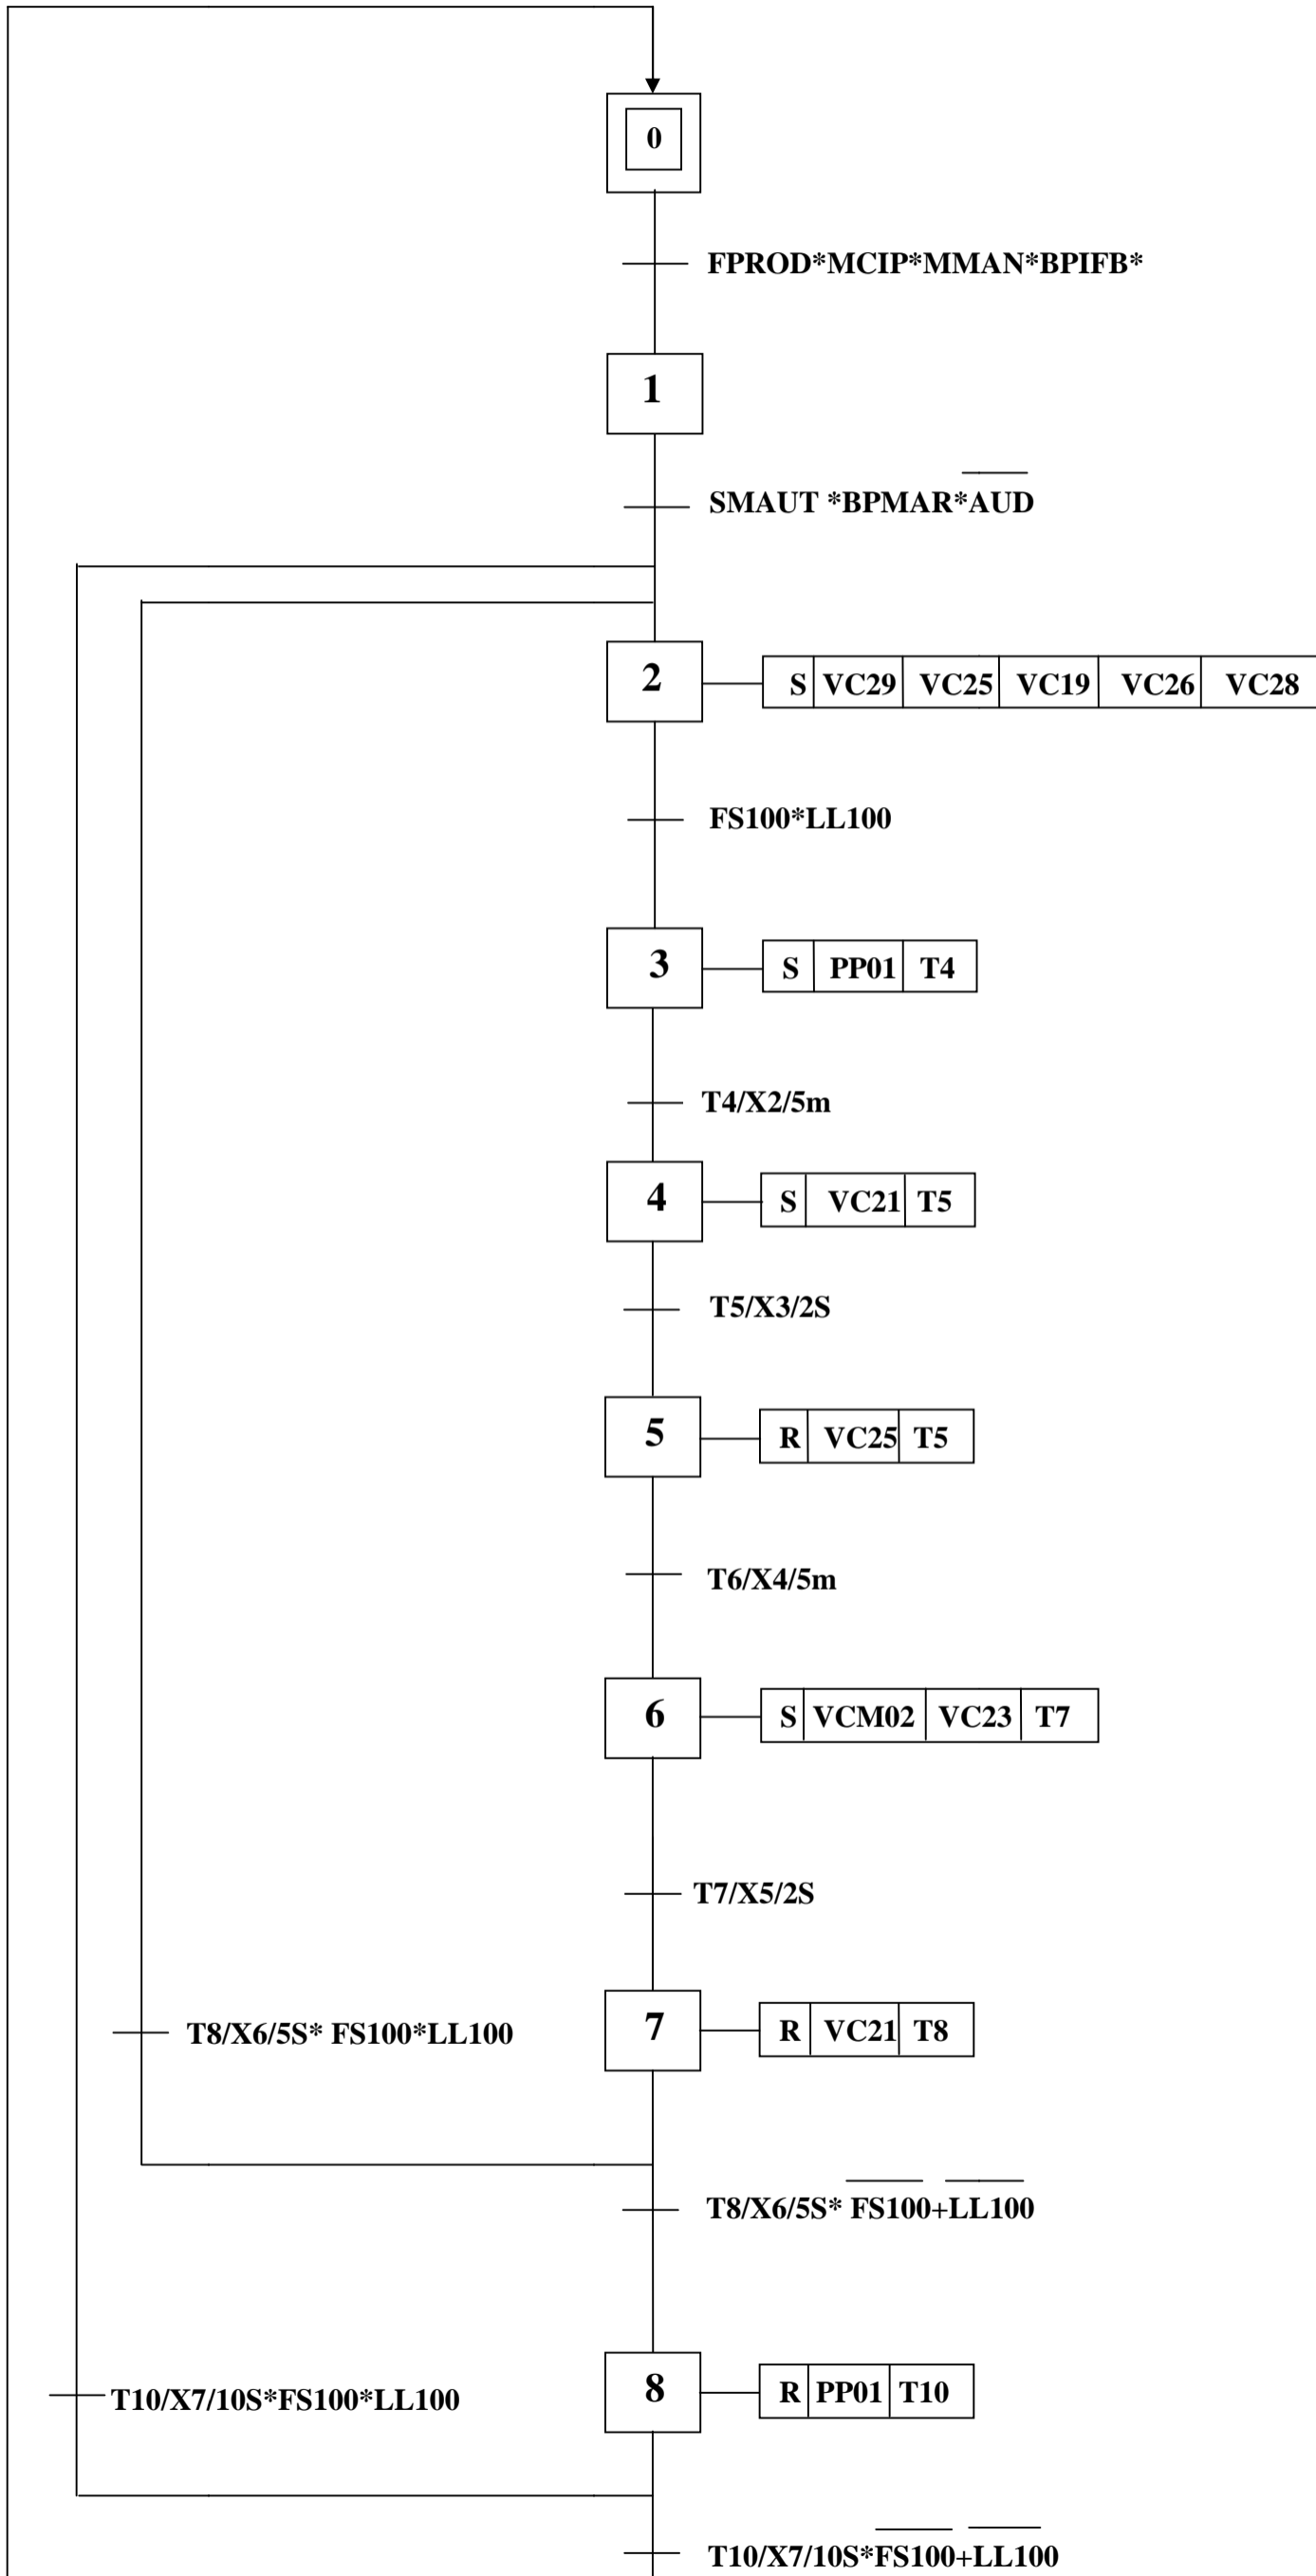 0
FPROD*MCIP*MMAN*BPIFB*
1
SMAUT *BPMAR*AUD
2
S VC29 VC25 VC19 VC26 VC28
FS100*LL100
3
S PP01 T4
T4/X2/5m
4
S VC21 T5
T5/X3/2S
5
R VC25 T5
T6/X4/5m
6
S VCM02 VC23 T7
T7/X5/2S
7
R VC21 T8
T8/X6/5S* FS100*LL100
T8/X6/5S* FS100+LL100
8
R PP01 T10
T10/X7/10S*FS100*LL100
T10/X7/10S*FS100+LL100